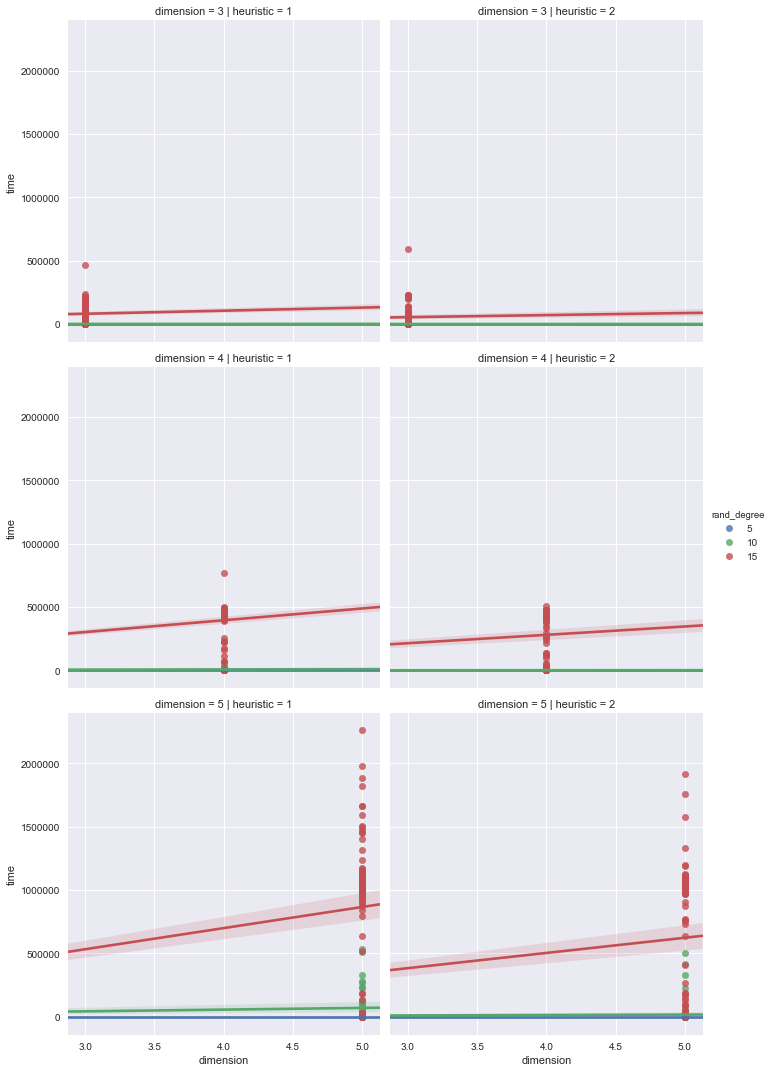 dimension = 3 | heuristic = 1
dimension = 3 | heuristic = 2
2000000
1500000
1000000
500000
0
time
dimension = 4 | heuristic = 1
dimension = 4 | heuristic = 2
2000000
1500000
1000000
500000
0
time
rand_degree
5
10
15
dimension = 5 | heuristic = 1
dimension = 5 | heuristic = 2
2000000
1500000
1000000
500000
0
time
3.0 3.5 4.0 4.5 5.0
3.0 3.5 4.0 4.5 5.0
dimension
dimension